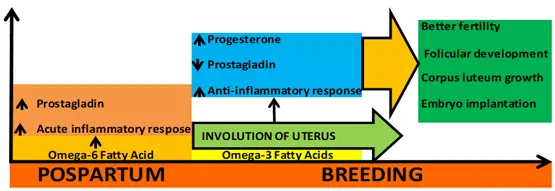 Better fertility
Progesterone
Folicular development
Prostagladin
Corpus luteum growth
Anti-inflammatory response
Prostagladin
Embryo implantation
Acute inflammatory respose
INVOLUTION OF UTERUS
Omega-6 Fatty Acid
Omega-3 Fatty Acids
POSPARTUM
BREEDING